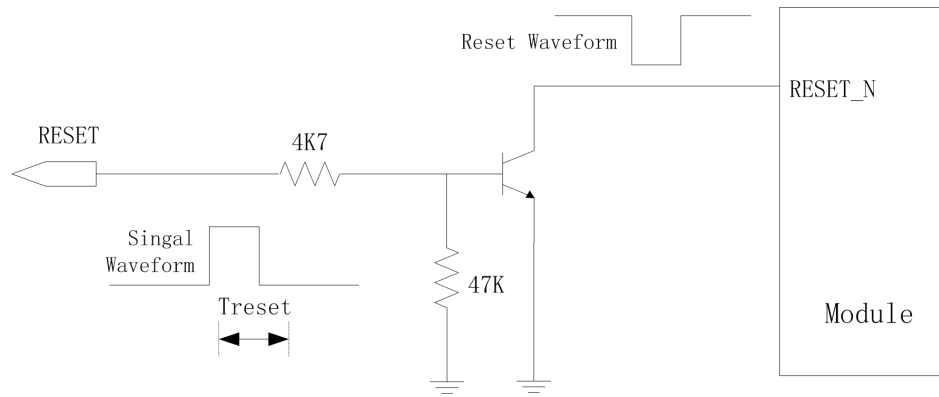 Reset Waveform
RESET_N
RESET
4K7
Singal
Waveform
47K
Treset
Module